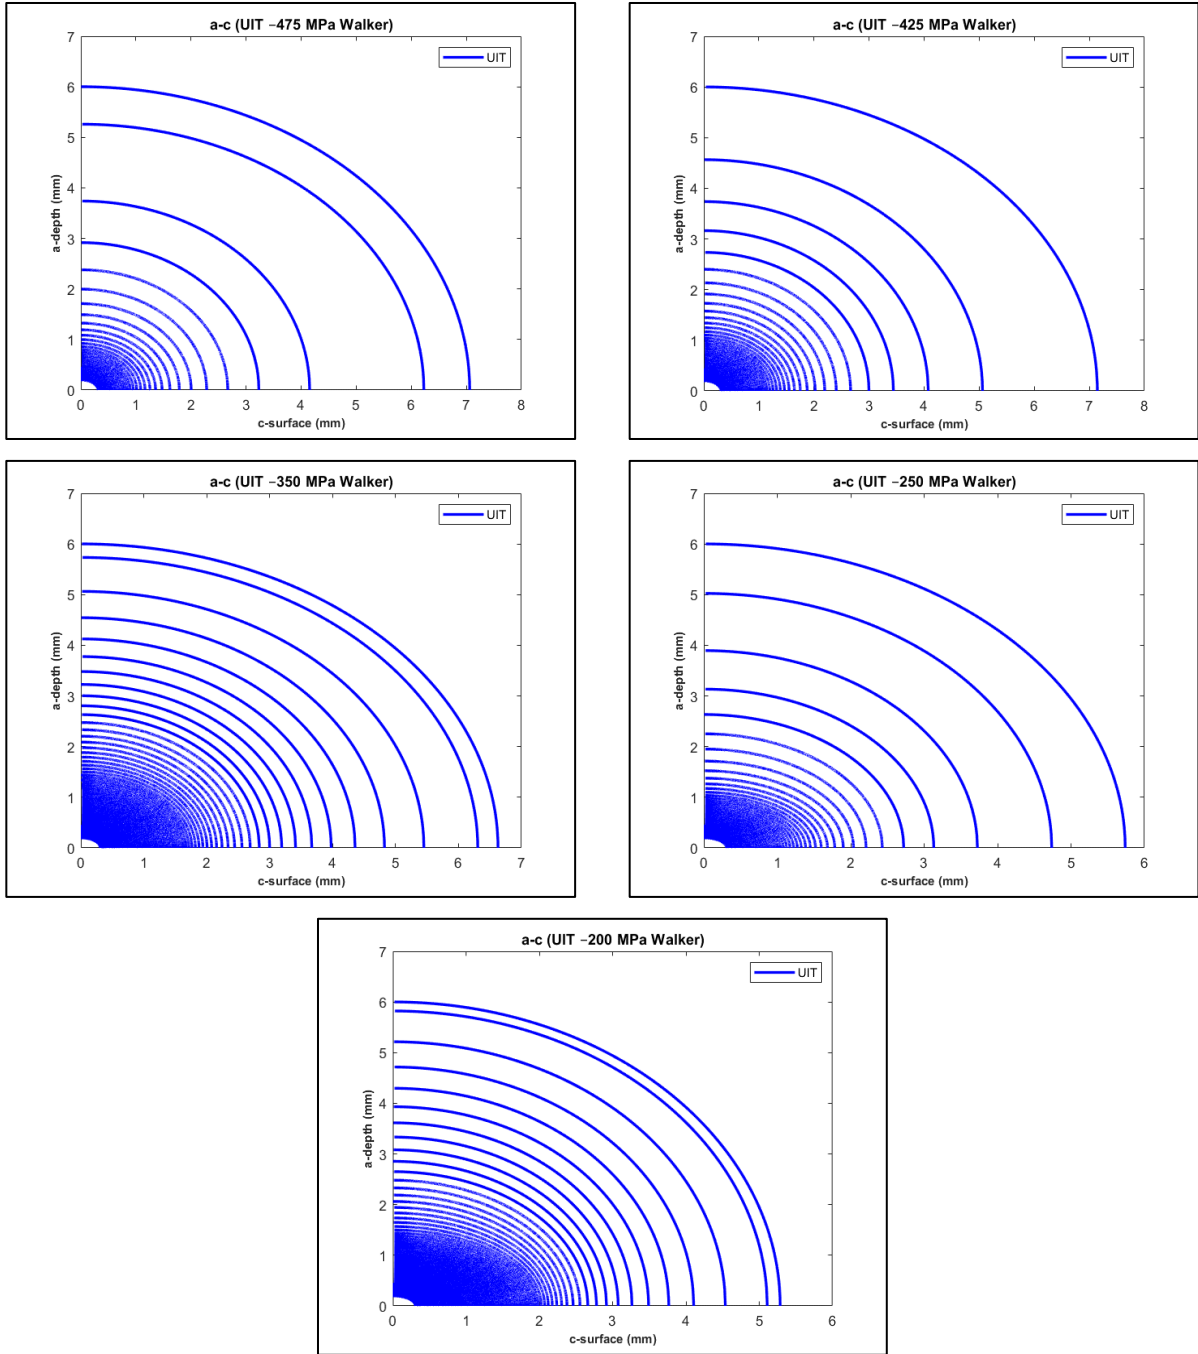 a-c (UIT −475 MPa Walker)
UIT
7
6
5
4
3
2
1
0
a-depth (mm)
0 1 2 3 4 5 6 7 8
c-surface (mm)
a-c (UIT −425 MPa Walker)
UIT
7
6
5
4
3
2
1
0
a-depth (mm)
0 1 2 3 4 5 6 7 8
c-surface (mm)
a-c (UIT −350 MPa Walker)
UIT
7
6
5
4
3
2
1
0
a-depth (mm)
0 1 2 3 4 5 6 7
c-surface (mm)
a-c (UIT −250 MPa Walker)
UIT
7
6
5
4
3
2
1
0
a-depth (mm)
0 1 2 3 4 5 6
c-surface (mm)
a-c (UIT −200 MPa Walker)
UIT
7
6
5
4
3
2
1
0
a-depth (mm)
0 1 2 3 4 5 6
c-surface (mm)